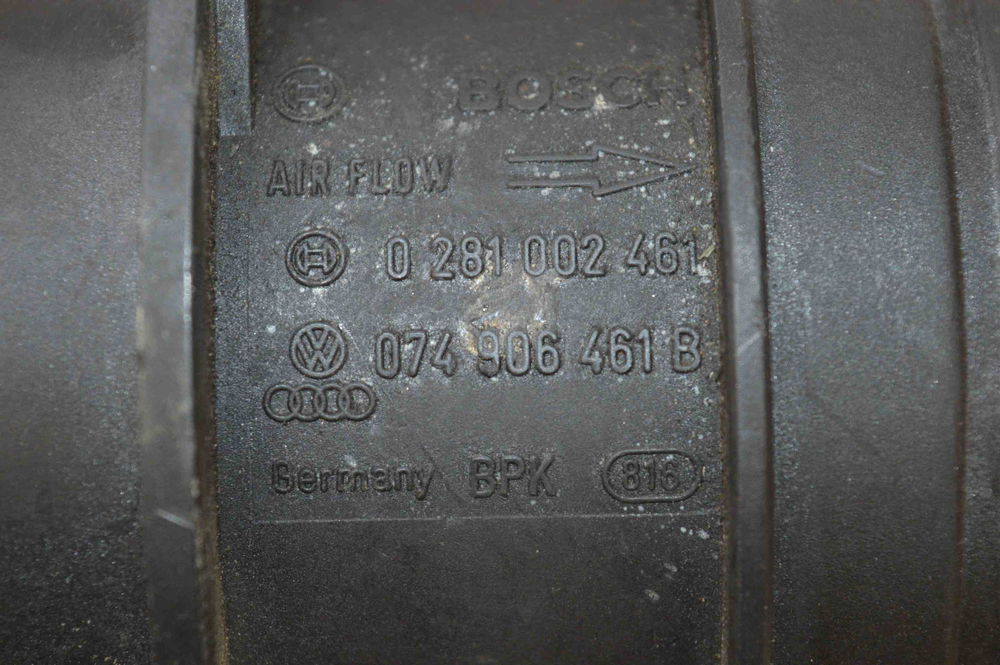 BOSCH
AIR FLOW
0 281 002 461
074 906 461 B
Germany BPK 816